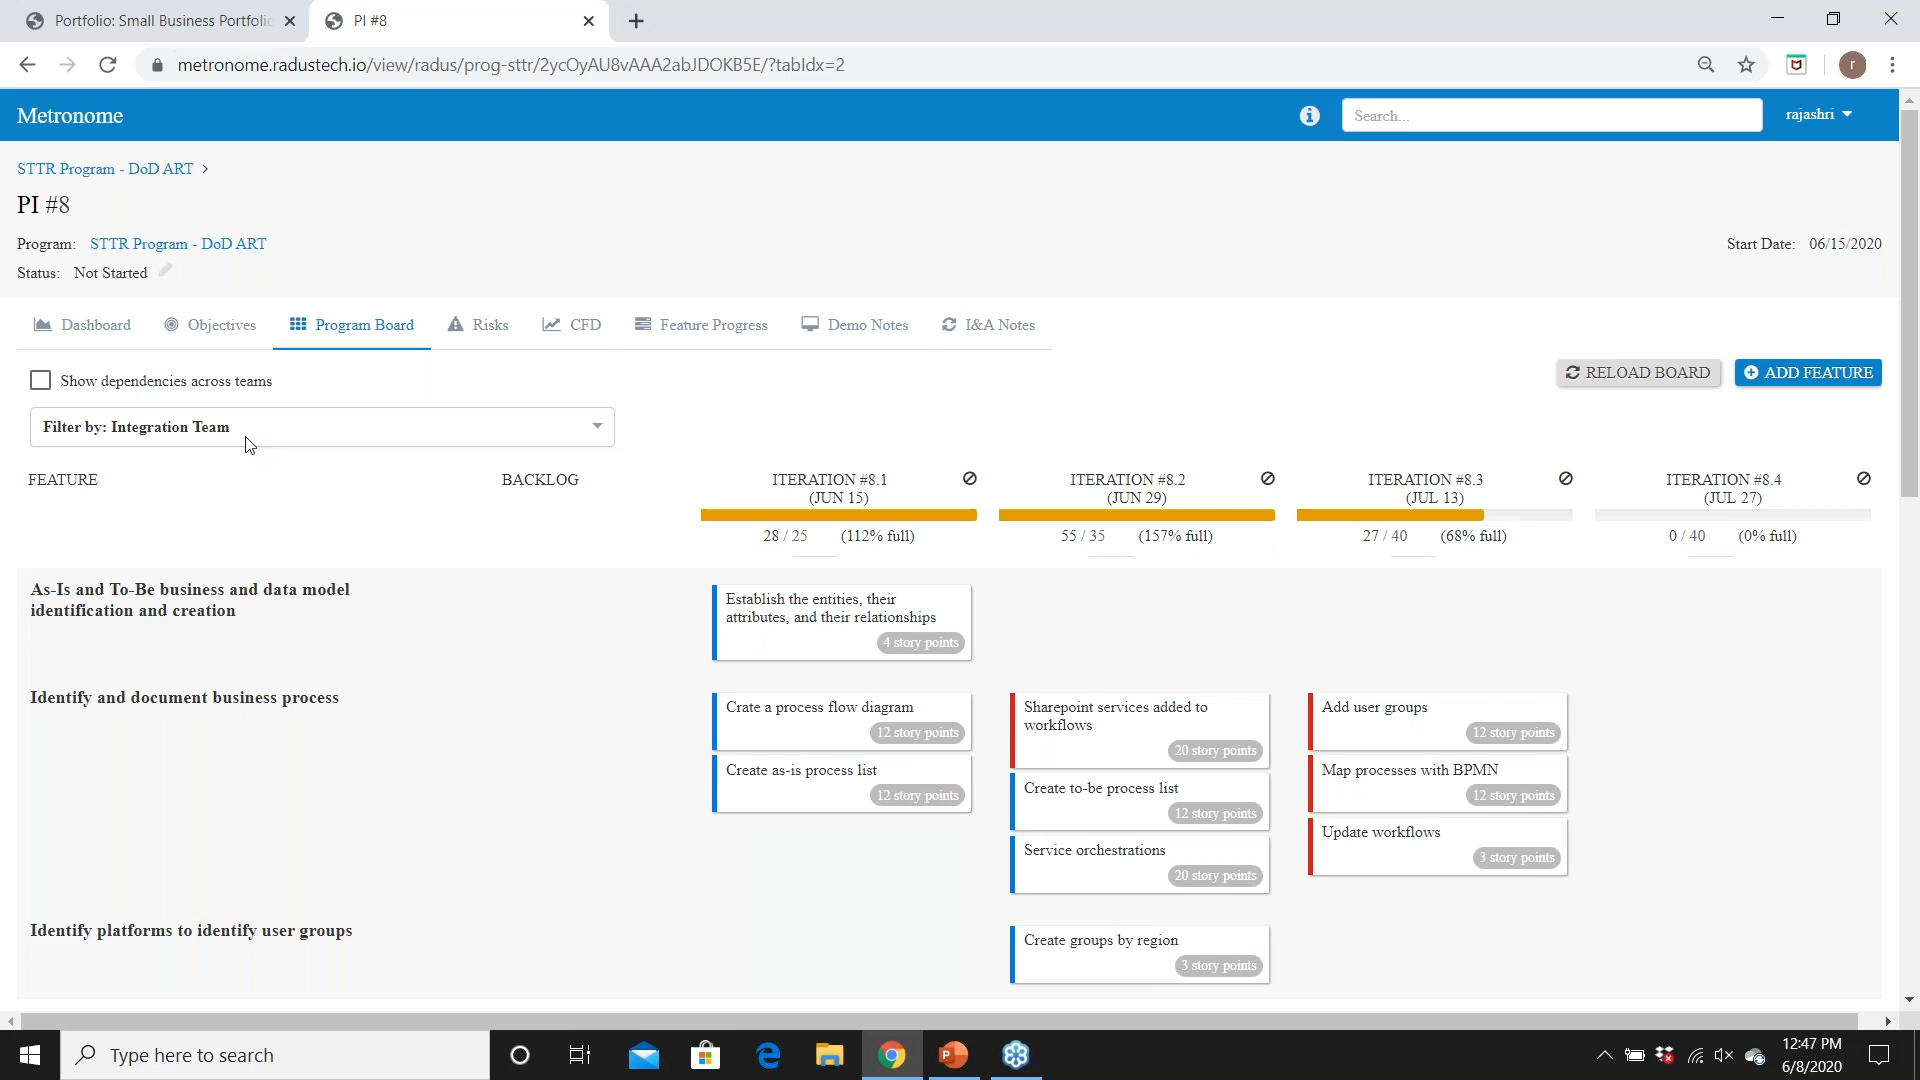 Portfolio: Small Business Portfolio
PI #8
metronome.radustech.io/view/radus/prog-sttr/2ycOyAU8vAAA2abJDOKB5E/?tabIdx=2
r
Metronome
Search...
rajashri
STTR Program - DoD ART >
PI #8
Program: STTR Program - DoD ART
Start Date: 06/15/2020
Status: Not Started
Dashboard Objectives Program Board Risks CFD Feature Progress Demo Notes I&A Notes
Show dependencies across teams
RELOAD BOARD
ADD FEATURE
Filter by: Integration Team
FEATURE BACKLOG ITERATION #8.1 ITERATION #8.2 ITERATION #8.3 ITERATION #8.4
(JUN 15) (JUN 29) (JUL 13) (JUL 27)
28 / 25 (112% full) 55 / 35 (157% full) 27 / 40 (68% full) 0 / 40 (0% full)
As-Is and To-Be business and data model
identification and creation
Establish the entities, their
attributes, and their relationships
4 story points
Identify and document business process
Crate a process flow diagram
12 story points
Create as-is process list
12 story points
Sharepoint services added to
workflows
20 story points
Create to-be process list
12 story points
Service orchestrations
20 story points
Add user groups
12 story points
Map processes with BPMN
12 story points
Update workflows
3 story points
Identify platforms to identify user groups
Create groups by region
3 story points
Type here to search
12:47 PM
6/8/2020